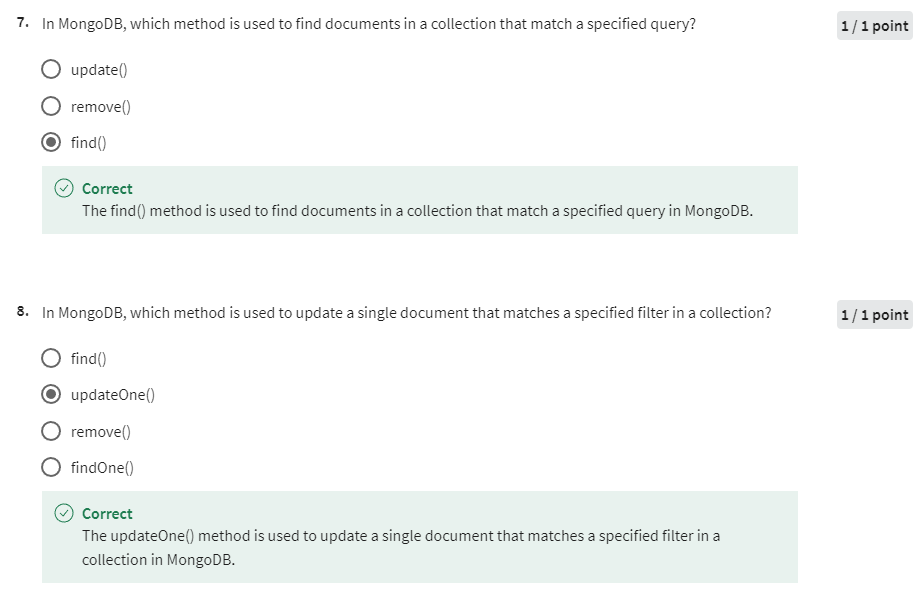 7. In MongoDB, which method is used to find documents in a collection that match a specified query?
1 / 1 point
update()
remove()
find()
Correct
The find() method is used to find documents in a collection that match a specified query in MongoDB.
8. In MongoDB, which method is used to update a single document that matches a specified filter in a collection?
1 / 1 point
find()
updateOne()
remove()
findOne()
Correct
The updateOne() method is used to update a single document that matches a specified filter in a
collection in MongoDB.